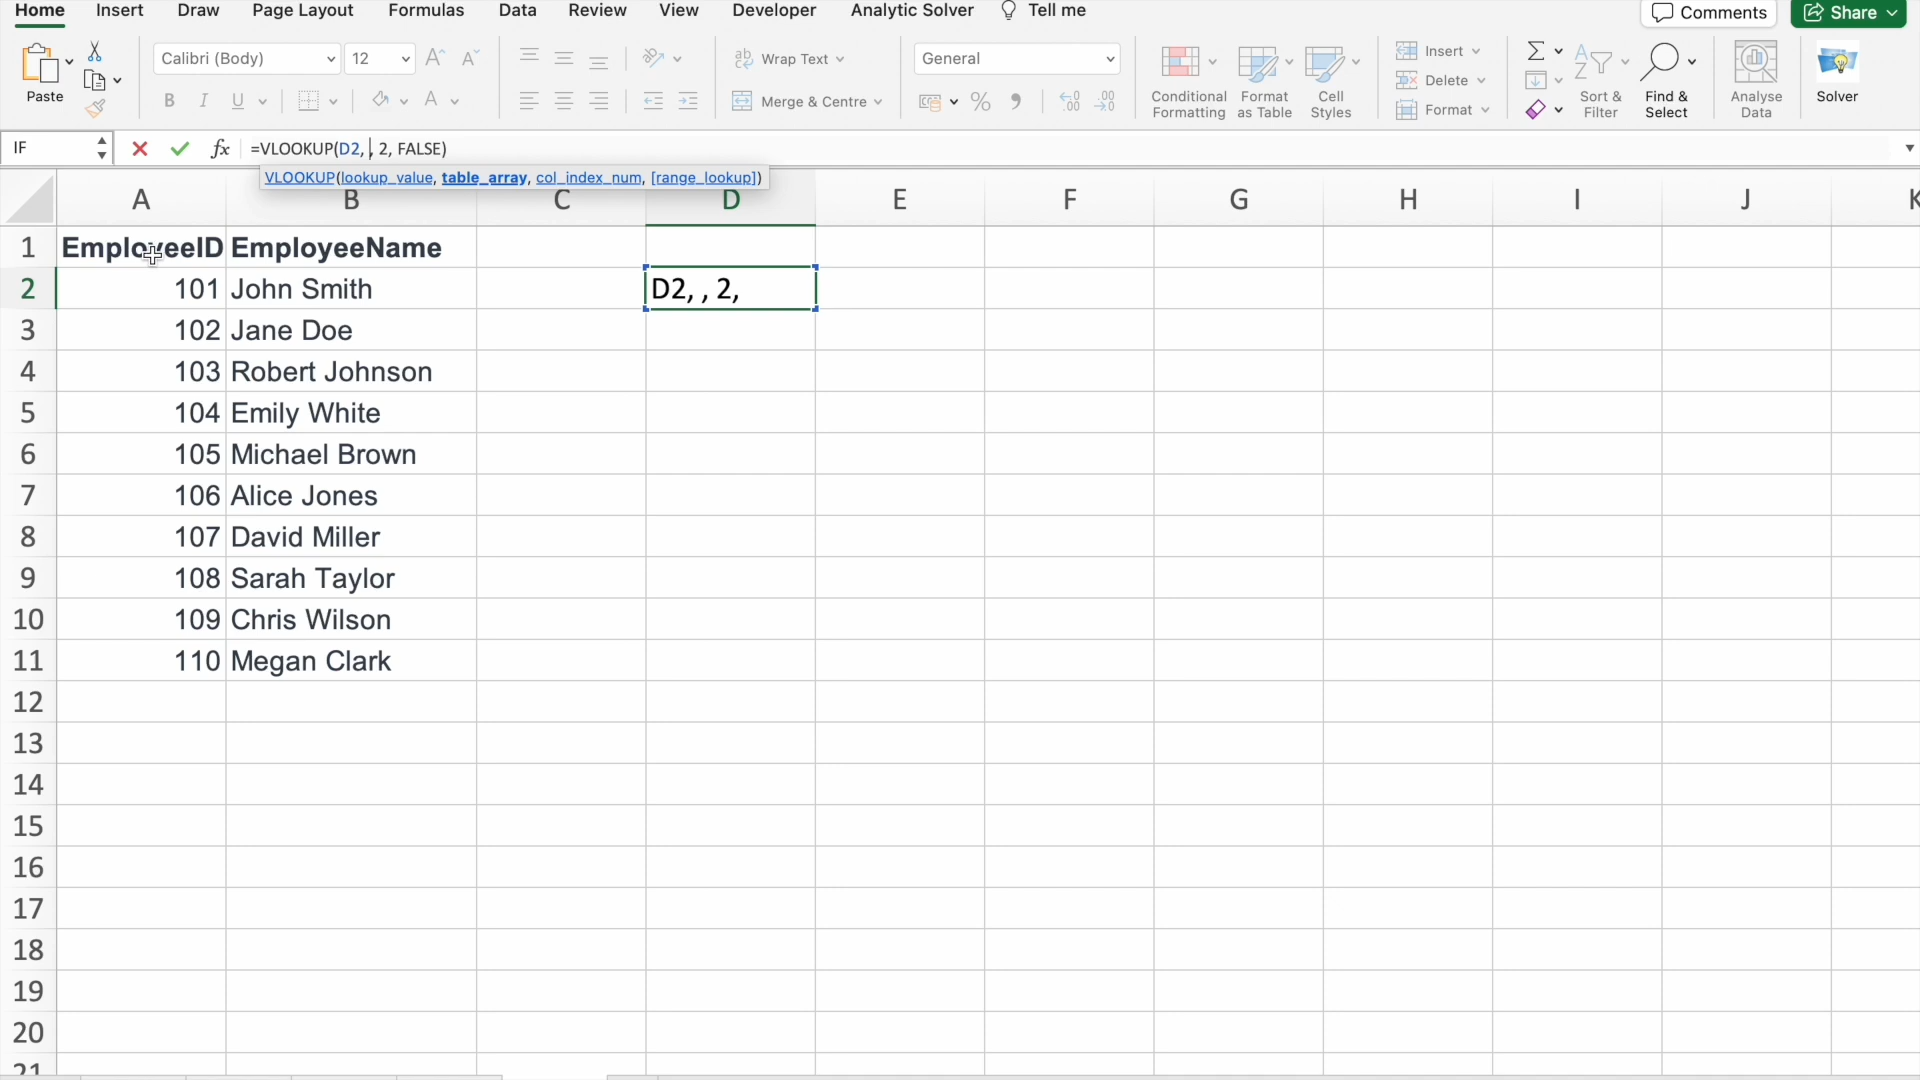 Home Insert Draw Page Layout Formulas Data Review View Developer Analytic Solver Tell me Comments Share
Paste
Calibri (Body) 12
B I U
Wrap Text
Merge & Centre
General
Conditional Formatting
Format as Table
Cell Styles
Insert
Delete
Format
Sort & Filter
Find & Select
Analyse Data
Solver
IF fx =VLOOKUP(D2, , 2, FALSE)
VLOOKUP(lookup_value, table_array, col_index_num, [range_lookup])
A B C D E F G H I J K
1 EmployeeID EmployeeName
2 101 John Smith D2, , 2,
3 102 Jane Doe
4 103 Robert Johnson
5 104 Emily White
6 105 Michael Brown
7 106 Alice Jones
8 107 David Miller
9 108 Sarah Taylor
10 109 Chris Wilson
11 110 Megan Clark
12
13
14
15
16
17
18
19
20
21